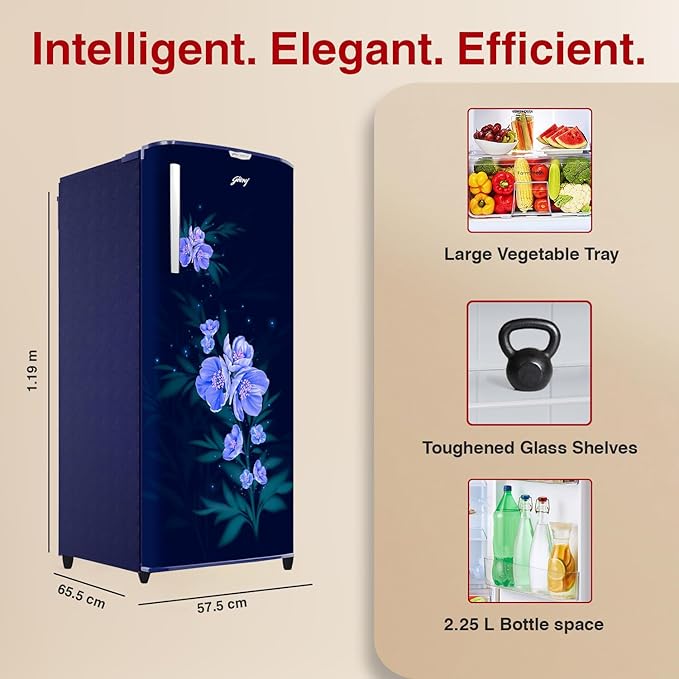 Intelligent. Elegant. Efficient.
Godrej
1.19 m
65.5 cm
57.5 cm
Large Vegetable Tray
Toughened Glass Shelves
2.25 L Bottle space